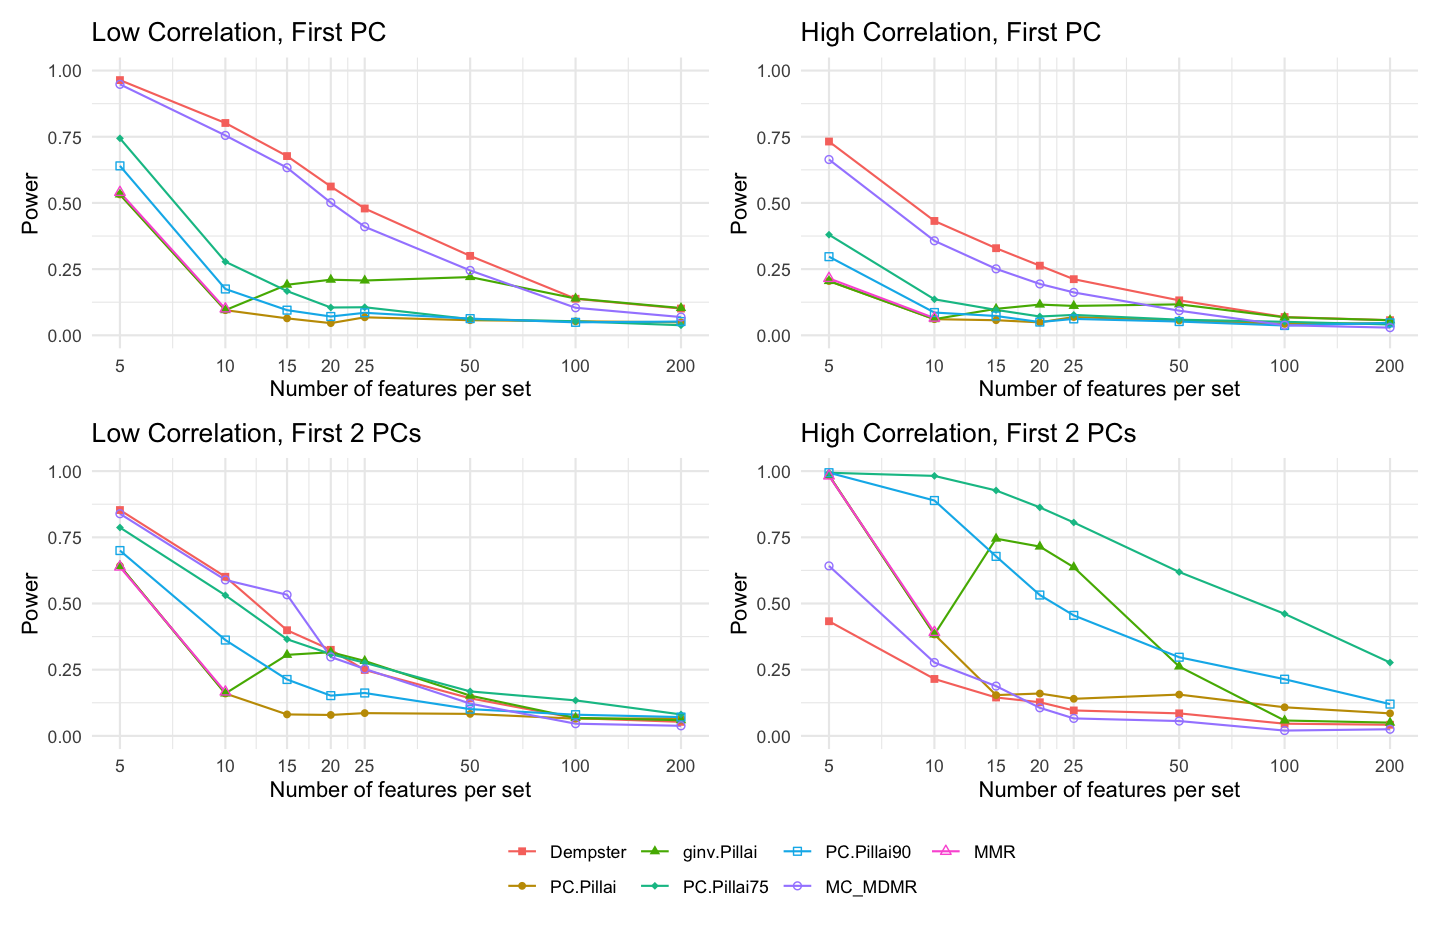 Low Correlation, First PC
1.00
0.75
0.50
0.25
0.00
Power
5 10 15 20 25 50 100 200
Number of features per set
High Correlation, First PC
1.00
0.75
0.50
0.25
0.00
Power
5 10 15 20 25 50 100 200
Number of features per set
Low Correlation, First 2 PCs
1.00
0.75
0.50
0.25
0.00
Power
5 10 15 20 25 50 100 200
Number of features per set
High Correlation, First 2 PCs
1.00
0.75
0.50
0.25
0.00
Power
5 10 15 20 25 50 100 200
Number of features per set
Dempster ginv.Pillai PC.Pillai90 MMR
PC.Pillai PC.Pillai75 MC_MDMR